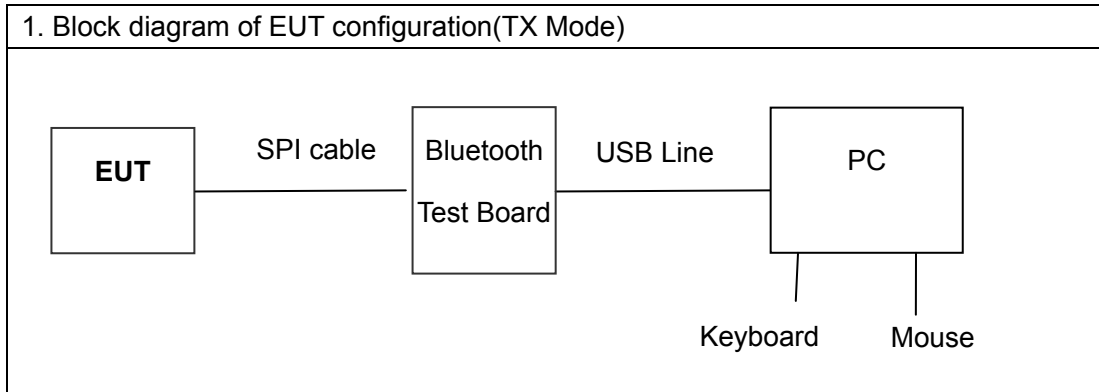 1. Block diagram of EUT configuration(TX Mode)
EUT
SPI cable
Bluetooth
Test Board
USB Line
PC
Keyboard
Mouse